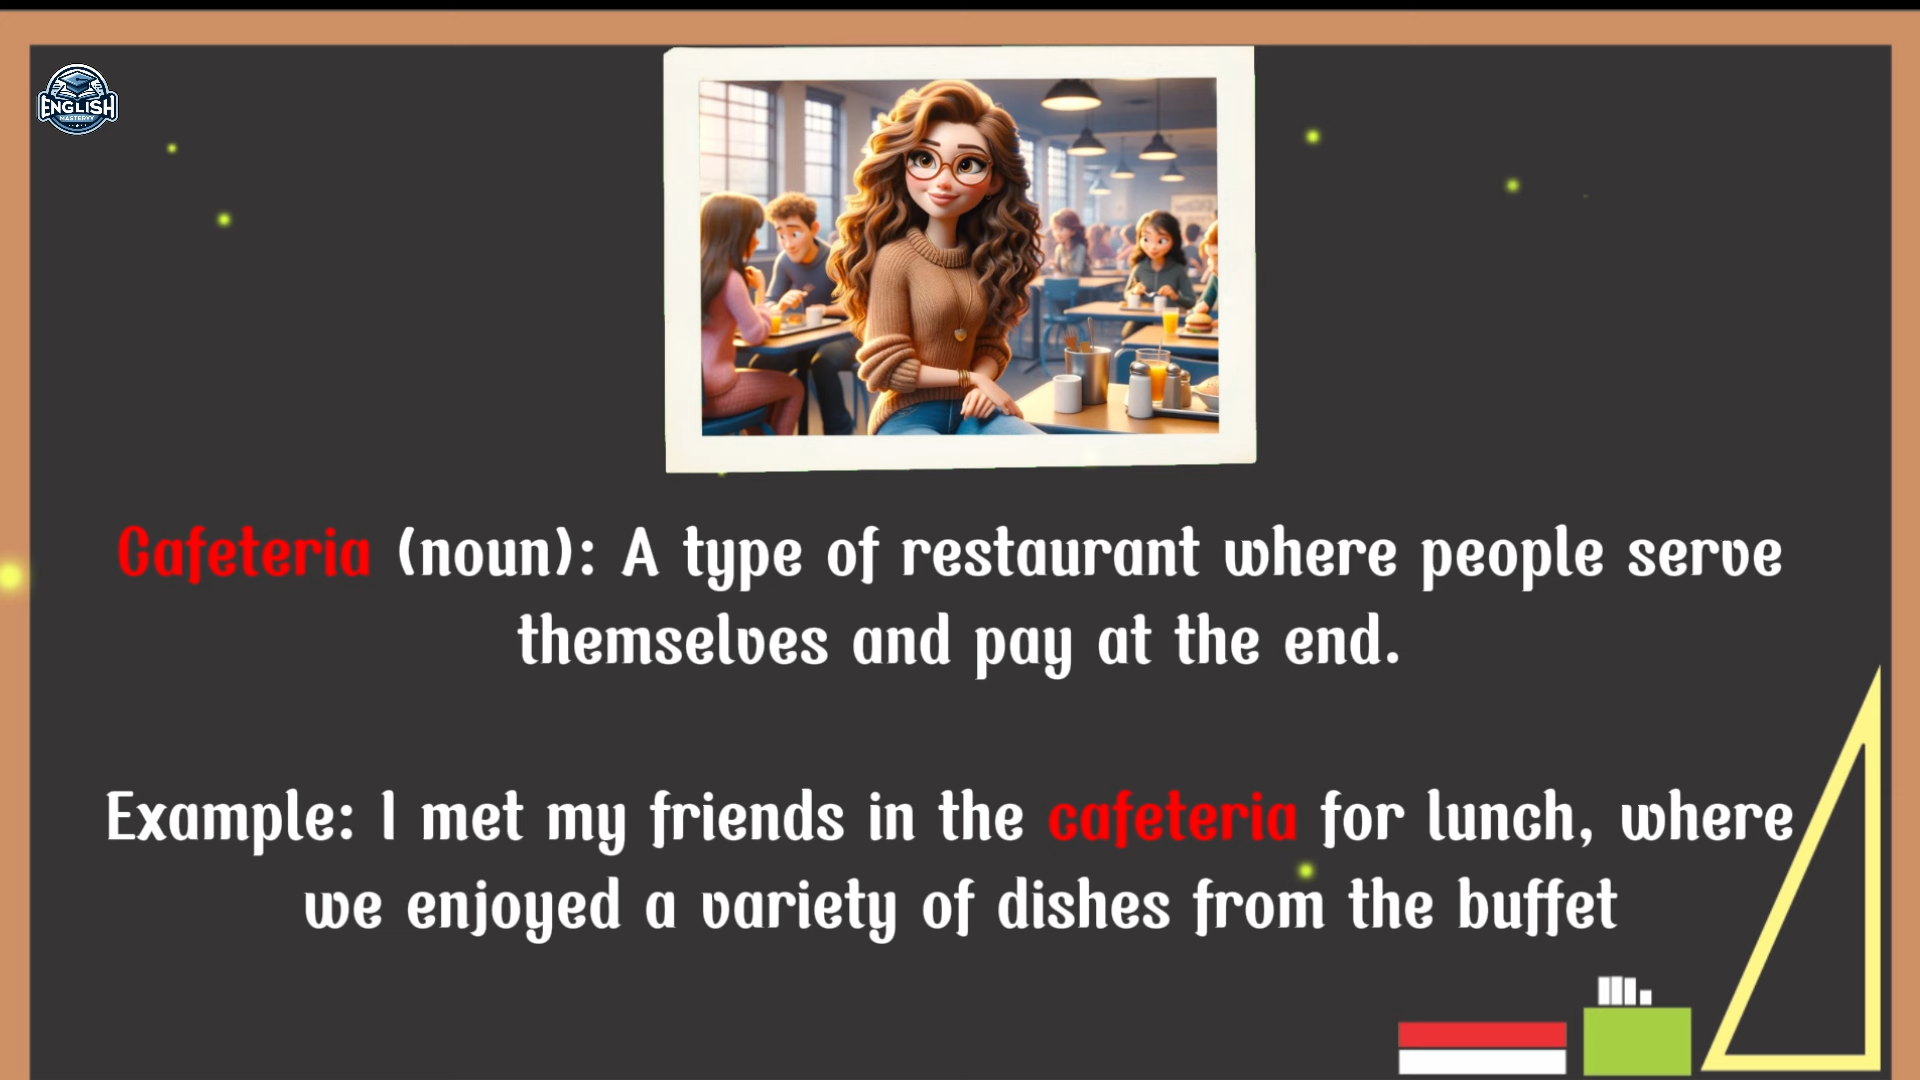 ENGLISH
MASTERY
Cafeteria (noun): A type of restaurant where people serve
themselves and pay at the end.
Example: I met my friends in the cafeteria for lunch, where
we enjoyed a variety of dishes from the buffet